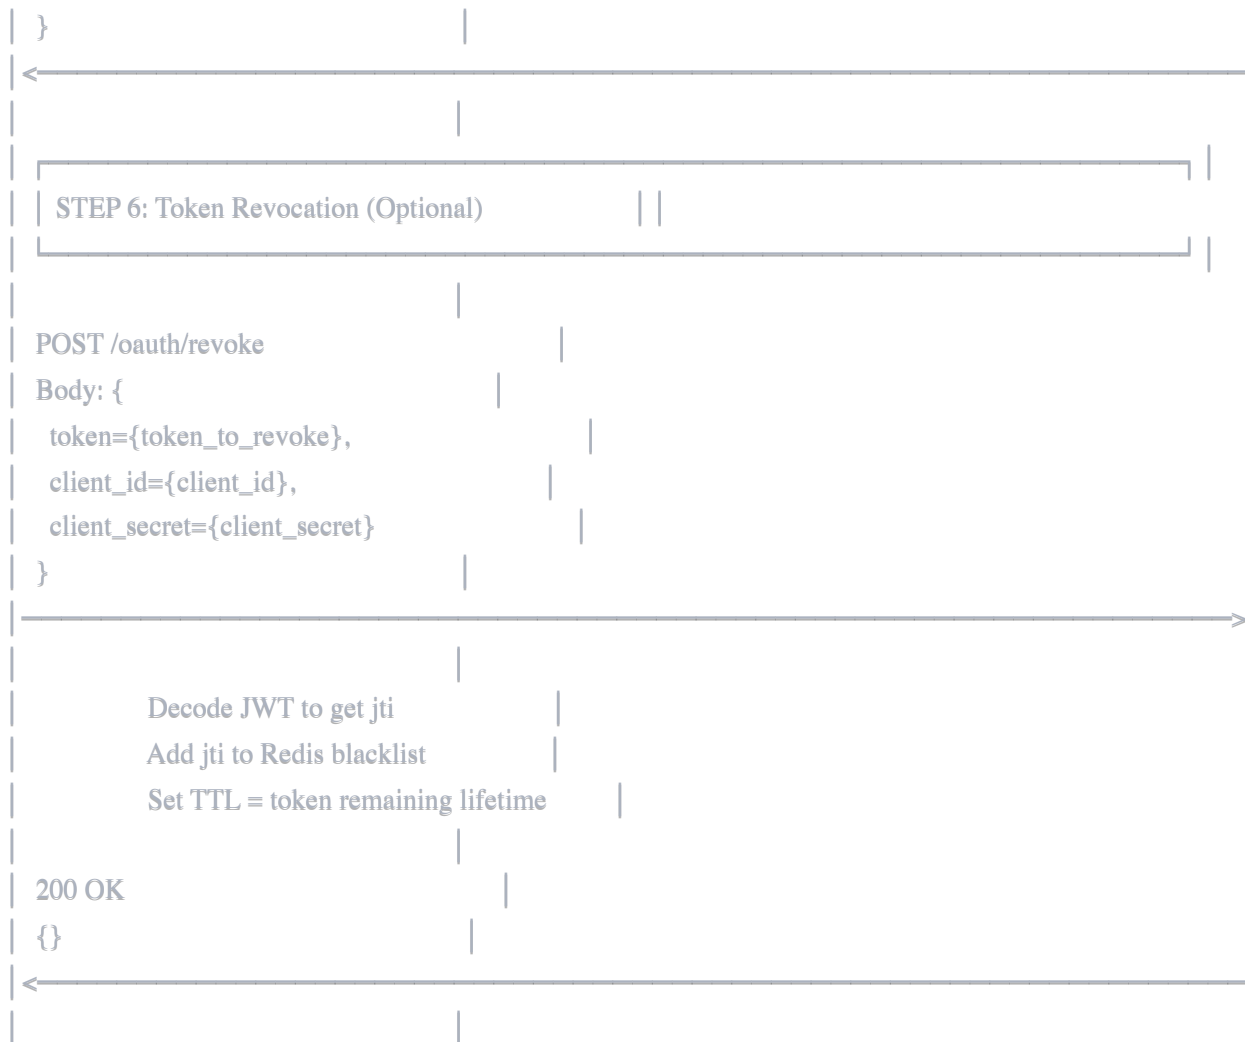 }
STEP 6: Token Revocation (Optional)
POST /oauth/revoke
Body: {
token={token_to_revoke},
client_id={client_id},
client_secret={client_secret}
}
Decode JWT to get jti
Add jti to Redis blacklist
Set TTL = token remaining lifetime
200 OK
{}